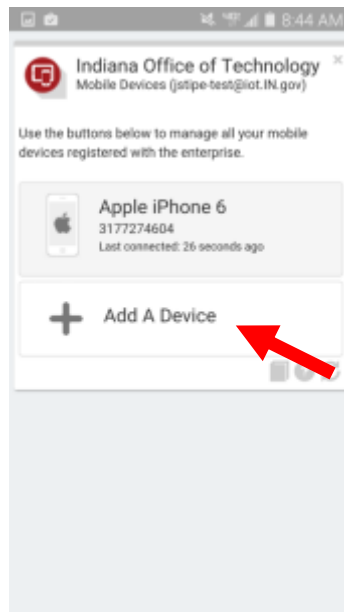 8:44 AM
Indiana Office of Technology
Mobile Devices (jstipe-test@iot.IN.gov)
Use the buttons below to manage all your mobile
devices registered with the enterprise.
Apple iPhone 6
3177274604
Last connected: 26 seconds ago
Add A Device